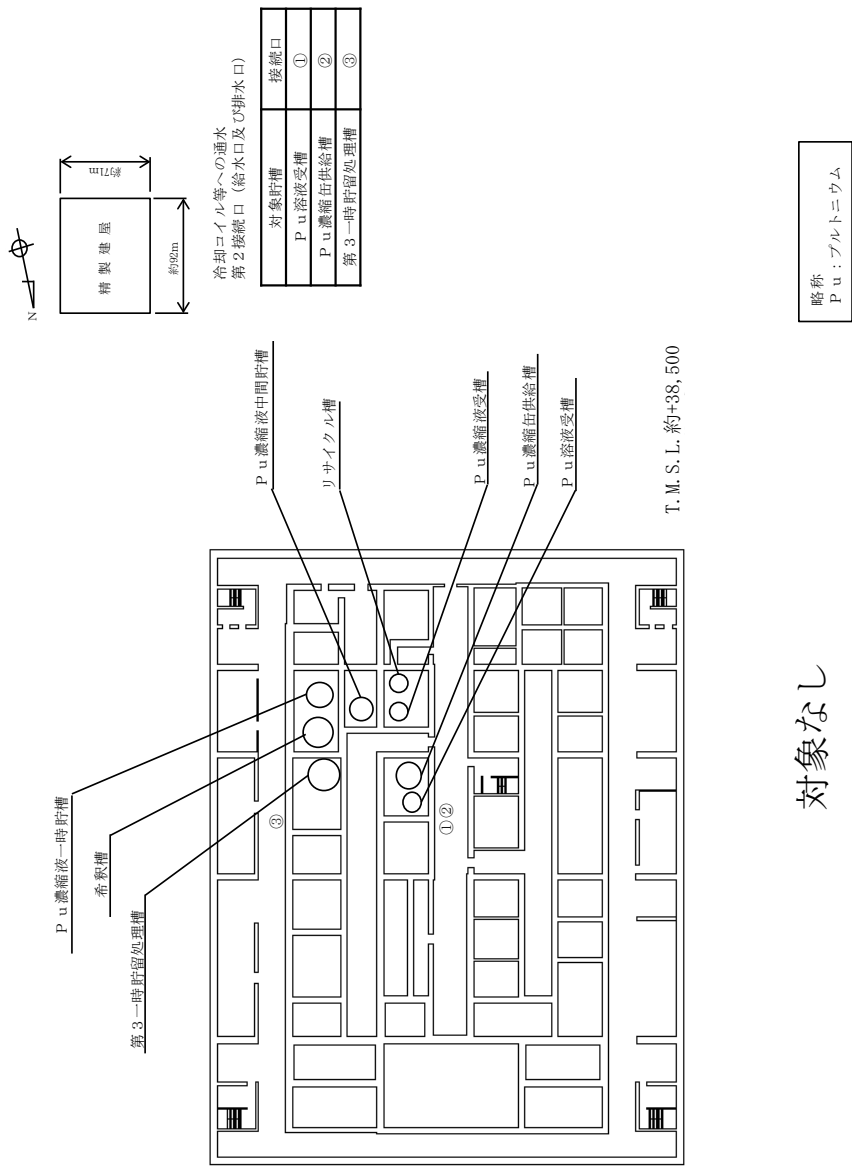 N
精製建屋
約92m
約71m
冷却コイル等への通水
第2接続口（給水口及び排水口）
対象貯槽 接続口
Pu溶液受槽 ①
Pu濃縮缶供給槽 ②
第3一時貯留処理槽 ③
Pu濃縮液一時貯槽
希釈槽
第3一時貯留処理槽
③
①②
Pu濃縮液中間貯槽
リサイクル槽
Pu濃縮液受槽
Pu濃縮缶供給槽
Pu溶液受槽
T.M.S.L.約+38,500
対象なし
略称
Pu：プルトニウム